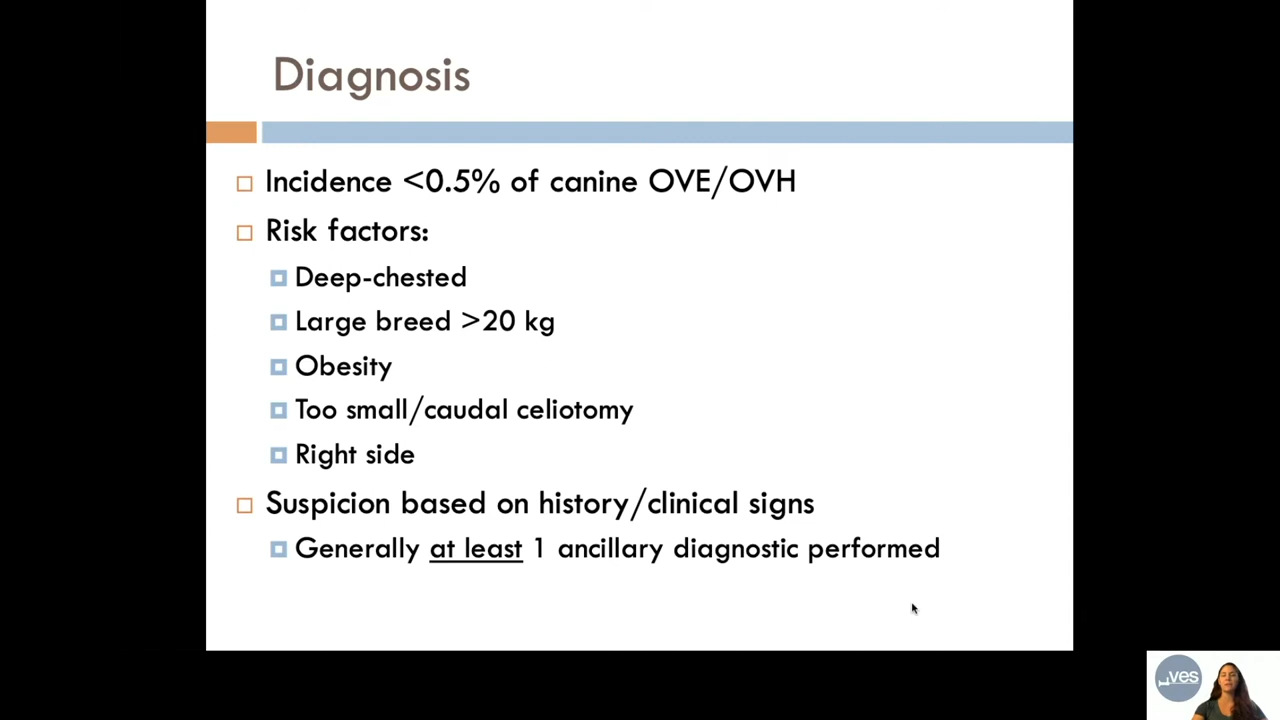 Diagnosis
Incidence <0.5% of canine OVE/OVH
Risk factors:
Deep-chested
Large breed >20 kg
Obesity
Too small/caudal celiotomy
Right side
Suspicion based on history/clinical signs
Generally at least 1 ancillary diagnostic performed
ves